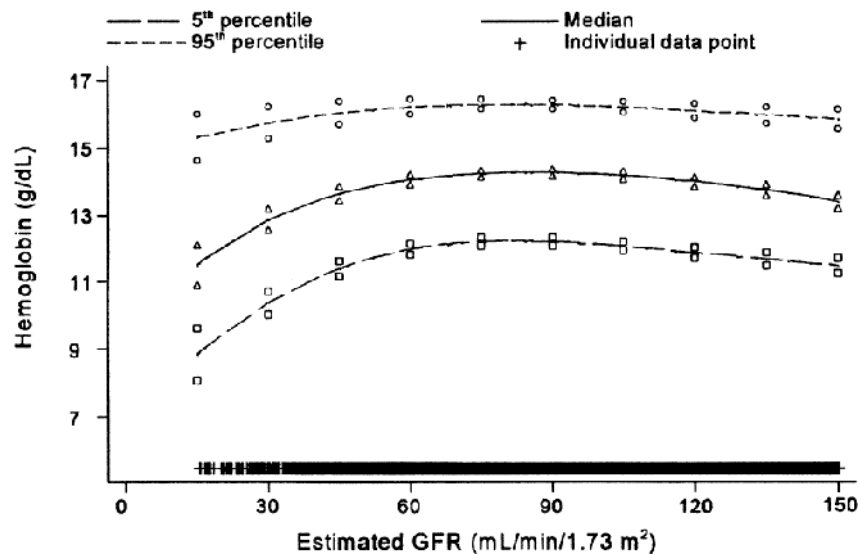 5th percentile
Median
95th percentile
Individual data point
17
15
13
11
9
7
Hemoglobin (g/dL)
0 30 60 90 120 150
Estimated GFR (mL/min/1.73 m²)